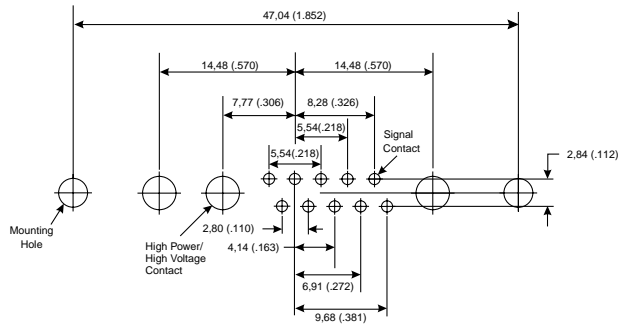 47,04 (1.852)
14,48 (.570)
14,48 (.570)
7,77 (.306)
8,28 (.326)
5,54(.218)
Signal
Contact
5,54(.218)
2,84 (.112)
Mounting
Hole
High Power/
High Voltage
Contact
2,80 (.110)
4,14 (.163)
6,91 (.272)
9,68 (.381)